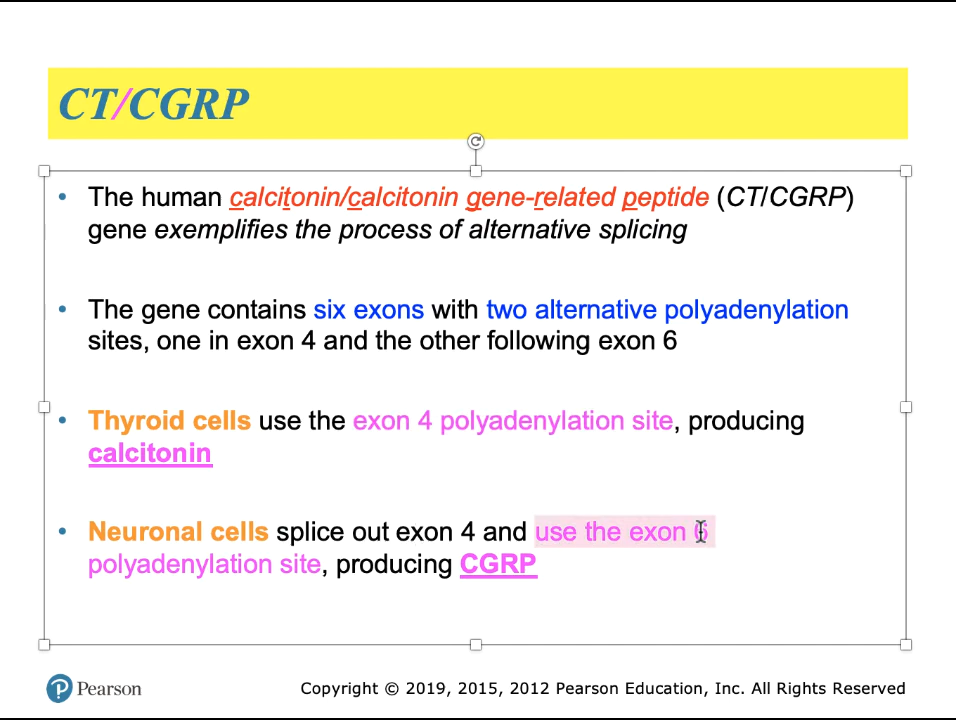 CT/CGRP
• The human calcitonin/calcitonin gene-related peptide (CT/CGRP)
gene exemplifies the process of alternative splicing
• The gene contains six exons with two alternative polyadenylation
sites, one in exon 4 and the other following exon 6
• Thyroid cells use the exon 4 polyadenylation site, producing
calcitonin
• Neuronal cells splice out exon 4 and use the exon 6
polyadenylation site, producing CGRP
Pearson
Copyright © 2019, 2015, 2012 Pearson Education, Inc. All Rights Reserved